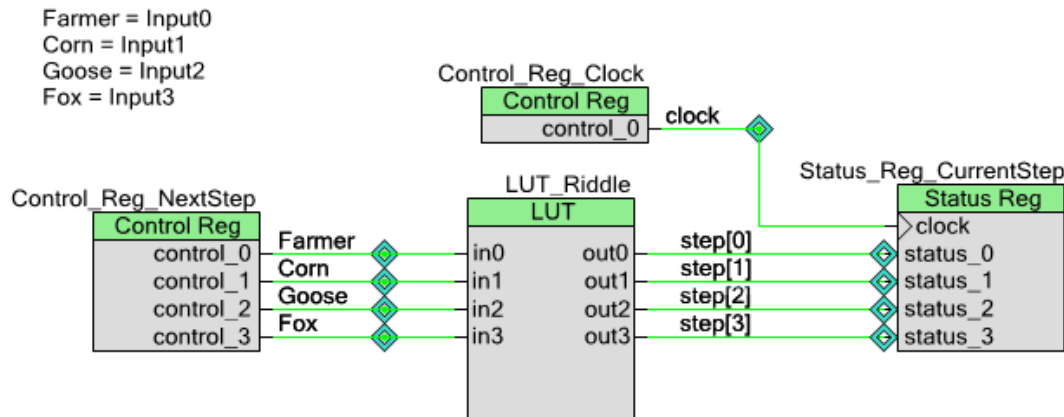 Farmer = Input0
Corn = Input1
Goose = Input2
Fox = Input3
Control_Reg_Clock
Control Reg
control_0
clock
Control_Reg_NextStep
Control Reg
control_0
control_1
control_2
control_3
Farmer
Corn
Goose
Fox
LUT_Riddle
LUT
in0
in1
in2
in3
out0
out1
out2
out3
step[0]
step[1]
step[2]
step[3]
Status_Reg_CurrentStep
Status Reg
clock
status_0
status_1
status_2
status_3